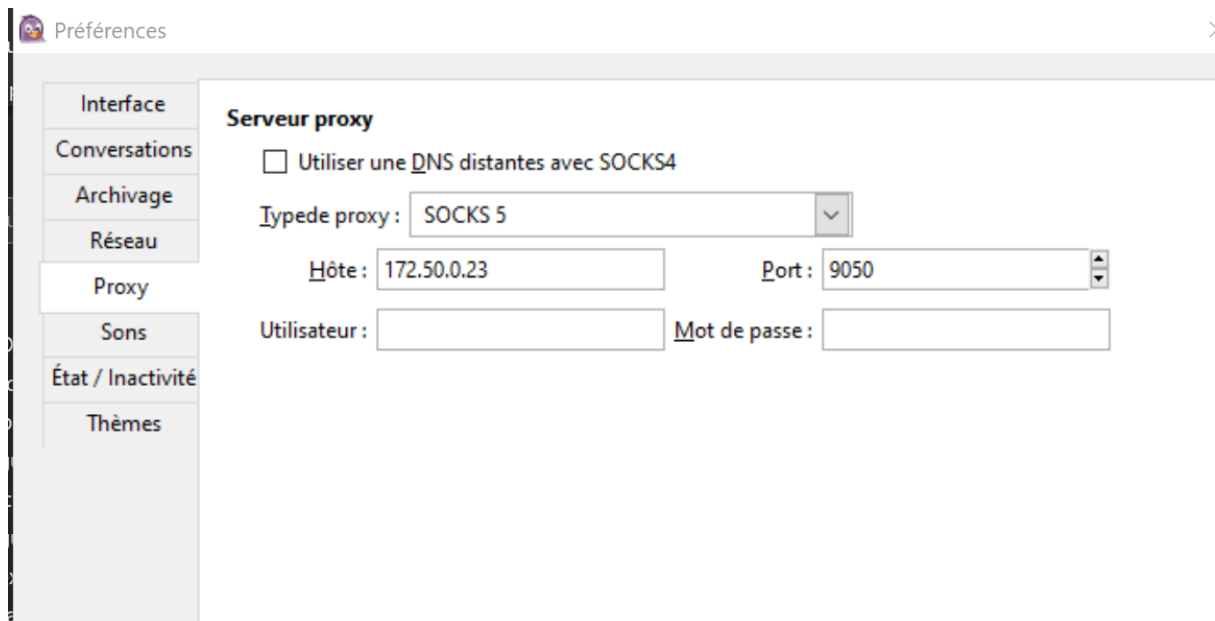 Préférences
Interface
Conversations
Archivage
Réseau
Proxy
Sons
État / Inactivité
Thèmes
Serveur proxy
Utiliser une DNS distantes avec SOCKS4
Typede proxy : SOCKS 5
Hôte : 172.50.0.23 Port : 9050
Utilisateur : Mot de passe :